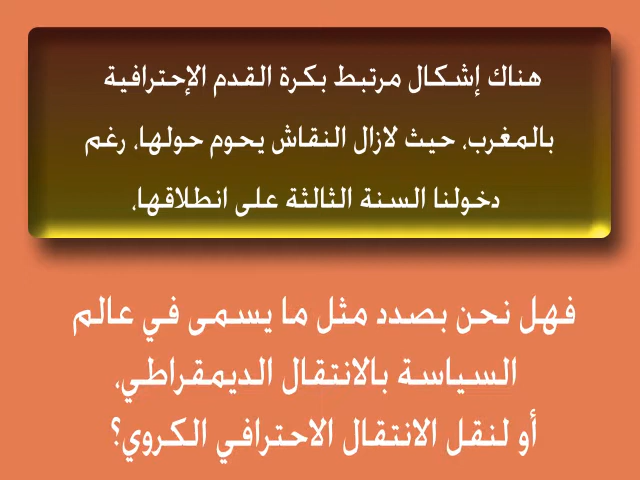 هناك إشكال مرتبط بكرة القدم الإحترافية
بالمغرب، حيث لازال النقاش يحوم حولها، رغم
دخولنا السنة الثالثة على انطلاقها،
فهل نحن بصدد مثل ما يسمى في عالم
السياسة بالانتقال الديمقراطي،
أو لنقل الانتقال الاحترافي الكروي؟